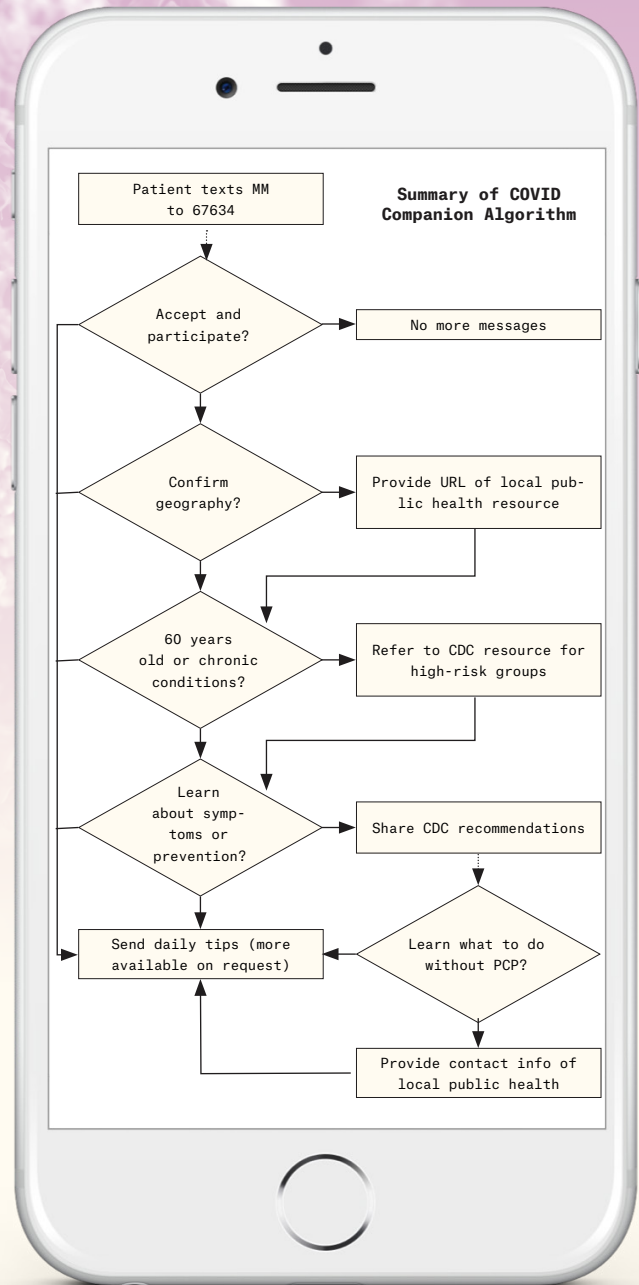 Patient texts MM
to 67634
Summary of COVID
Companion Algorithm
Accept and
participate?
No more messages
Confirm
geography?
Provide URL of local pub-
lic health resource
60 years
old or chronic
conditions?
Refer to CDC resource for
high-risk groups
Learn
about symp-
toms or
prevention?
Share CDC recommendations
Send daily tips (more
available on request)
Learn what to do
without PCP?
Provide contact info of
local public health